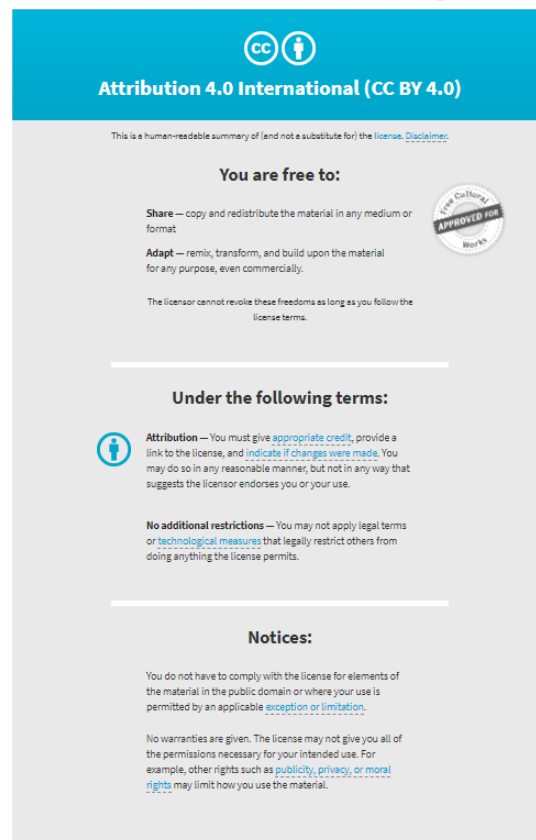 cc
Attribution 4.0 International (CC BY 4.0)
This is a human-readable summary of (and not a substitute for) the license. Disclaimer.
You are free to:
Share — copy and redistribute the material in any medium or
format
Adapt — remix, transform, and build upon the material
for any purpose, even commercially.
Free Cultural
APPROVED FOR
Works
The licensor cannot revoke these freedoms as long as you follow the
license terms.
Under the following terms:
Attribution — You must give appropriate credit, provide a
link to the license, and indicate if changes were made. You
may do so in any reasonable manner, but not in any way that
suggests the licensor endorses you or your use.
No additional restrictions — You may not apply legal terms
or technological measures that legally restrict others from
doing anything the license permits.
Notices:
You do not have to comply with the license for elements of
the material in the public domain or where your use is
permitted by an applicable exception or limitation.
No warranties are given. The license may not give you all of
the permissions necessary for your intended use. For
example, other rights such as publicity, privacy, or moral
rights may limit how you use the material.